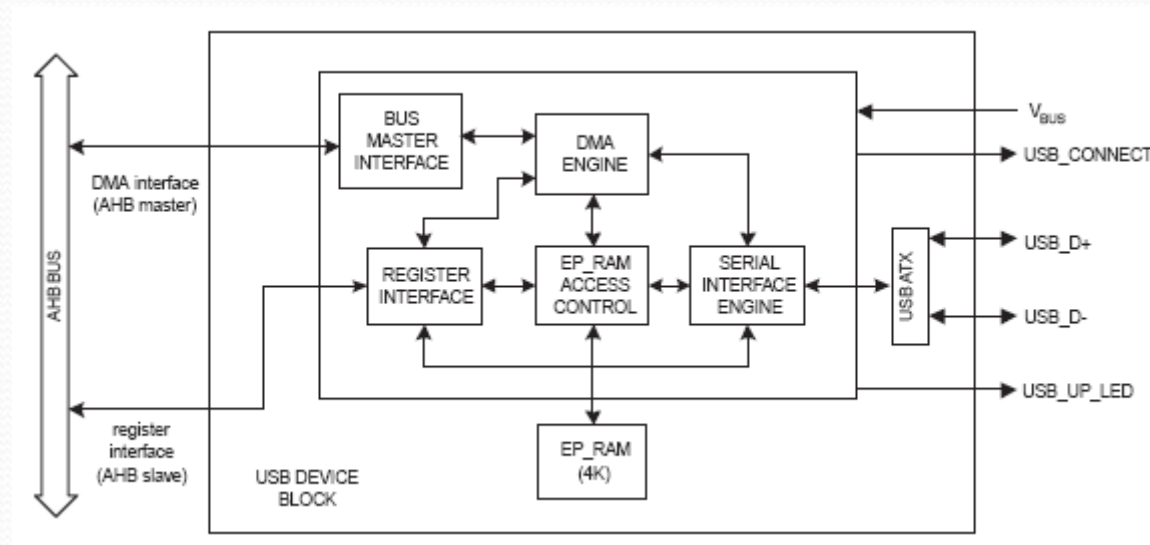 BUS
MASTER
INTERFACE
DMA
ENGINE
V_BUS
USB_CONNECT
DMA interface
(AHB master)
AHB BUS
REGISTER
INTERFACE
EP_RAM
ACCESS
CONTROL
SERIAL
INTERFACE
ENGINE
USB ATX
USB_D+
USB_D-
USB_UP_LED
register
interface
(AHB slave)
USB DEVICE
BLOCK
EP_RAM
(4K)